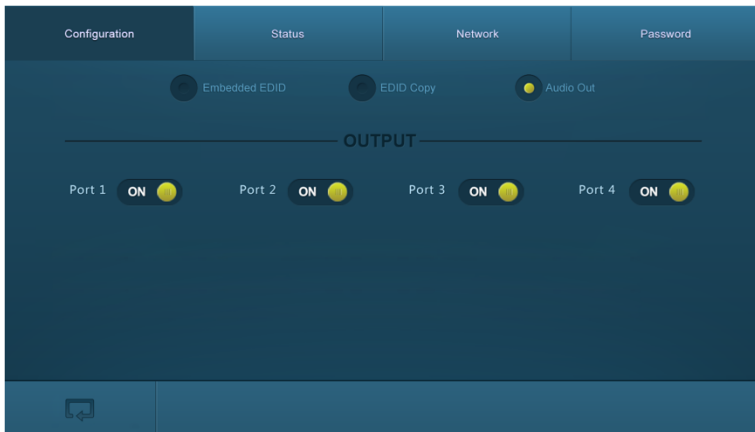 Configuration Status Network Password
Embedded EDID EDID Copy Audio Out
OUTPUT
Port 1 ON Port 2 ON Port 3 ON Port 4 ON